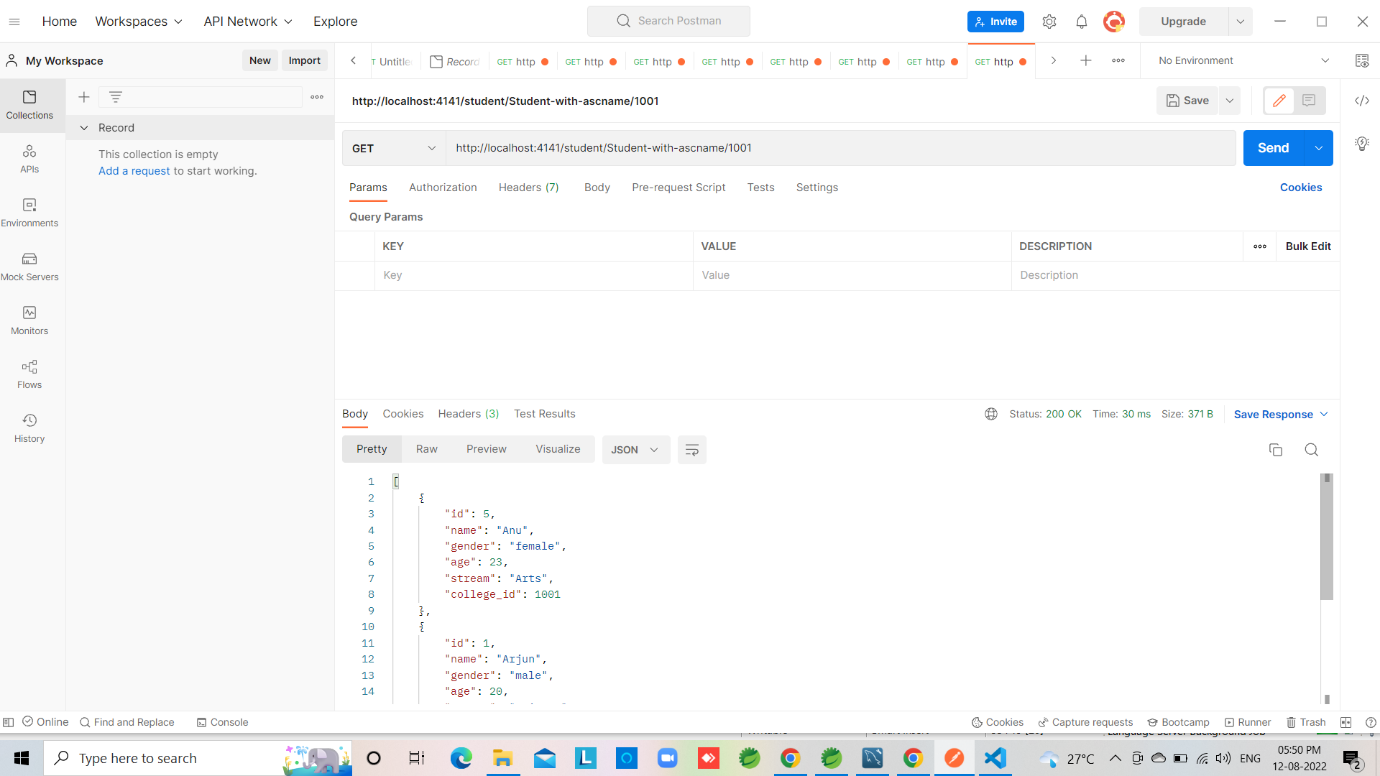 Home Workspaces API Network Explore Search Postman Invite Upgrade
My Workspace New Import Record GET http GET http GET http GET http GET http GET http GET http GET http No Environment
Collections
APIs
Environments
Mock Servers
Monitors
Flows
History
Record
This collection is empty
Add a request to start working.
http://localhost:4141/student/Student-with-ascname/1001 Save
GET http://localhost:4141/student/Student-with-ascname/1001 Send
Params Authorization Headers (7) Body Pre-request Script Tests Settings Cookies
Query Params
KEY VALUE DESCRIPTION Bulk Edit
Key Value Description
Body Cookies Headers (3) Test Results Status: 200 OK Time: 30 ms Size: 371 B Save Response
Pretty Raw Preview Visualize JSON
1 [
2 {
3 "id": 5,
4 "name": "Anu",
5 "gender": "female",
6 "age": 23,
7 "stream": "Arts",
8 "college_id": 1001
9 },
10 {
11 "id": 1,
12 "name": "Arjun",
13 "gender": "male",
14 "age": 20,
Online Find and Replace Console Cookies Capture requests Bootcamp Runner Trash
Type here to search 27°C ENG 05:50 PM
12-08-2022 2